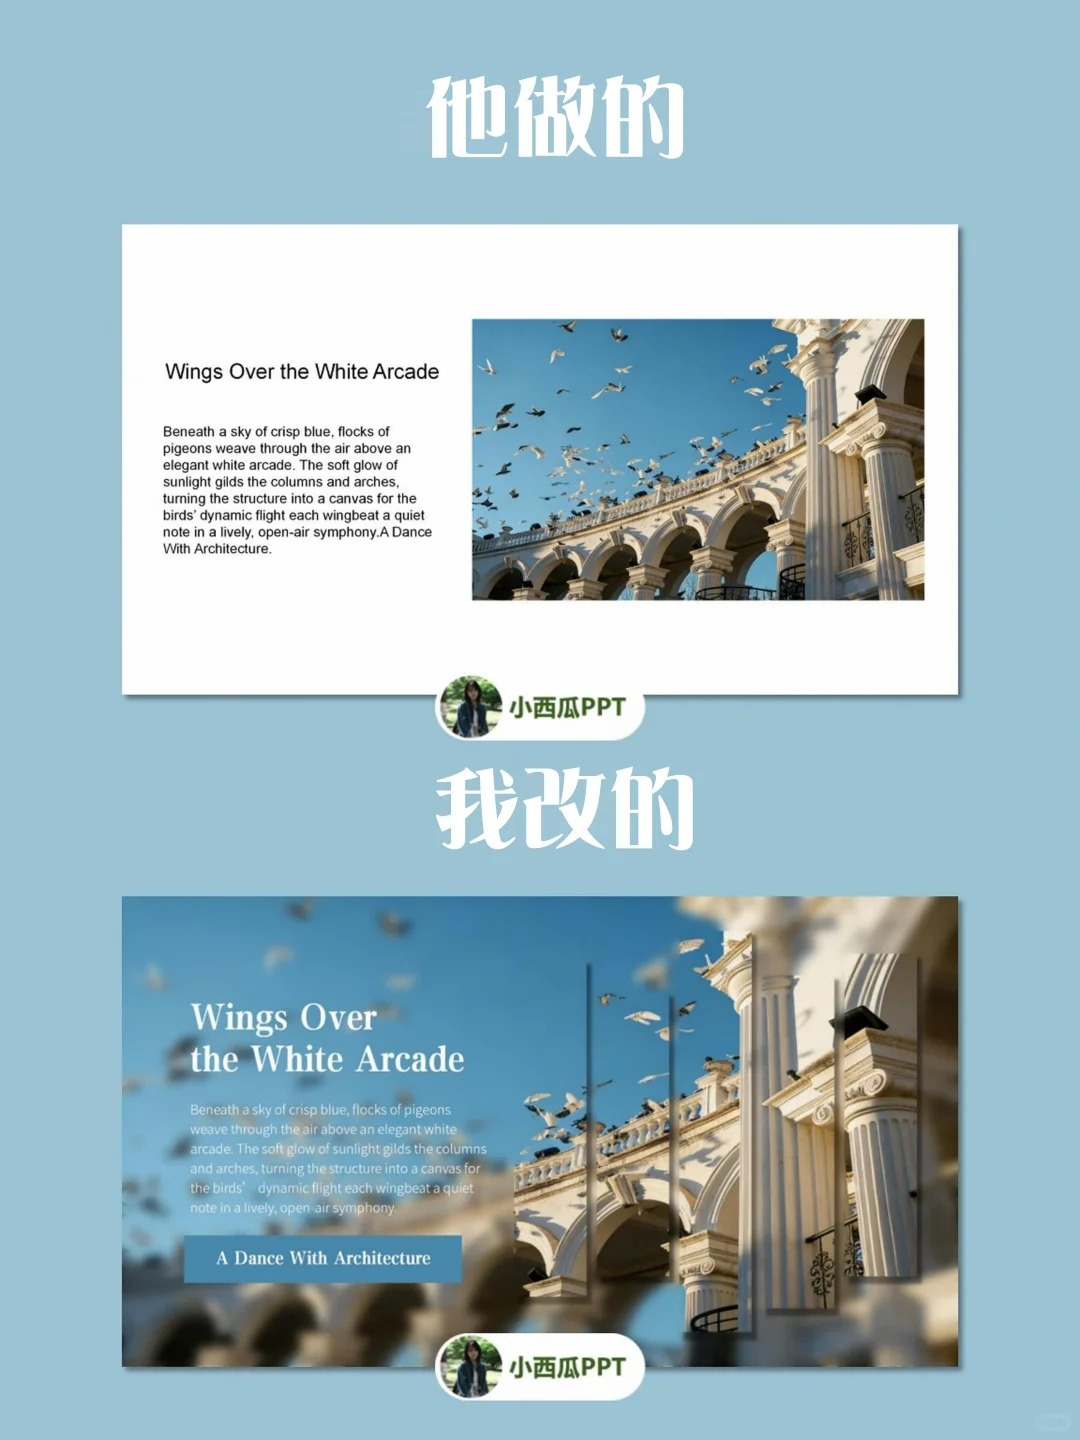 他做的
Wings Over the White Arcade
Beneath a sky of crisp blue, flocks of
pigeons weave through the air above an
elegant white arcade. The soft glow of
sunlight gilds the columns and arches,
turning the structure into a canvas for the
birds’ dynamic flight each wingbeat a quiet
note in a lively, open-air symphony.A Dance
With Architecture.
小西瓜PPT
我改的
Wings Over
the White Arcade
Beneath a sky of crisp blue, flocks of pigeons
weave through the air above an elegant white
arcade. The soft glow of sunlight gilds the columns
and arches, turning the structure into a canvas for
the birds’ dynamic flight each wingbeat a quiet
note in a lively, open-air symphony.
A Dance With Architecture
小西瓜PPT